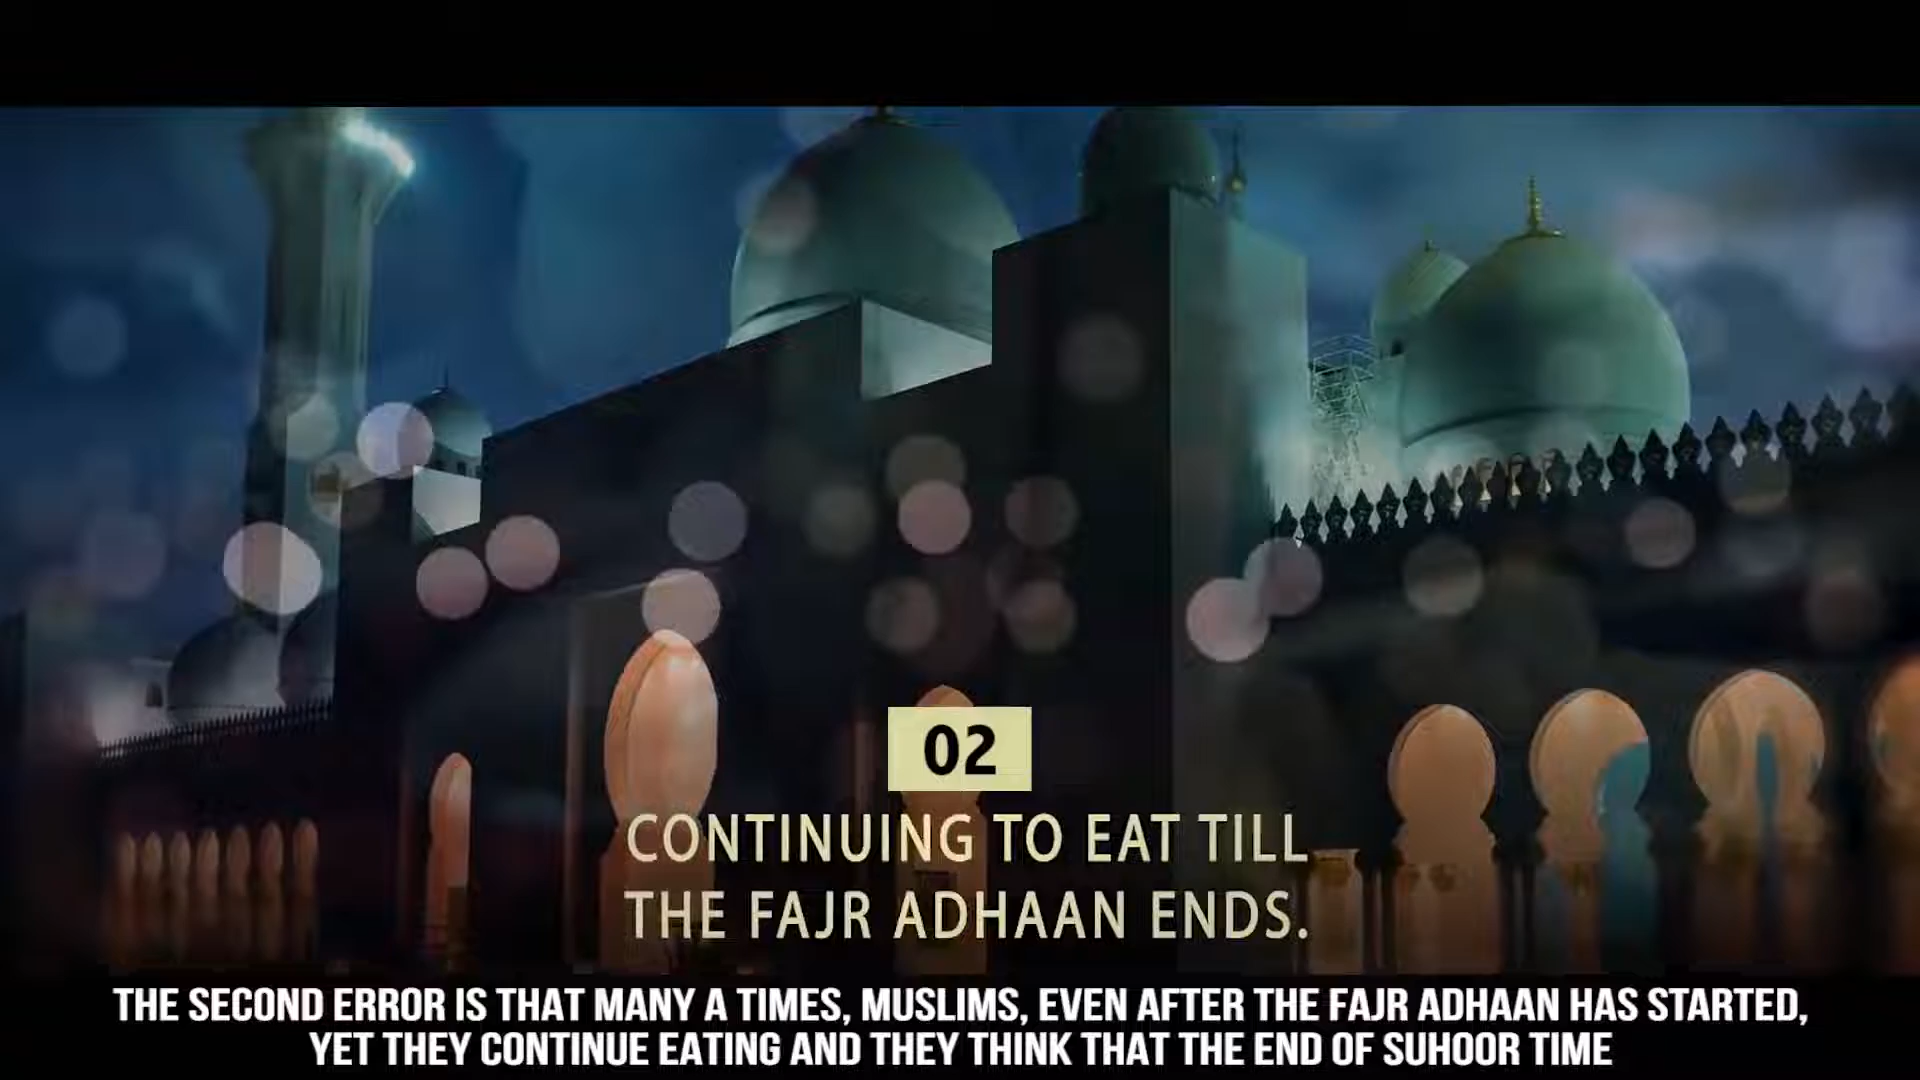 02
CONTINUING TO EAT TILL
THE FAJR ADHAAN ENDS.
THE SECOND ERROR IS THAT MANY A TIMES, MUSLIMS, EVEN AFTER THE FAJR ADHAAN HAS STARTED,
YET THEY CONTINUE EATING AND THEY THINK THAT THE END OF SUHOOR TIME